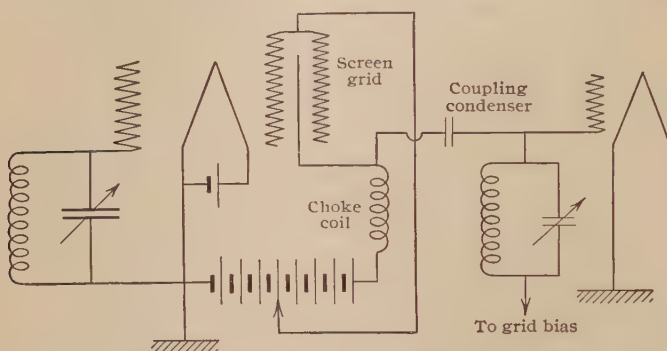 Screen
grid
Coupling
condenser
Choke
coil
To grid bias